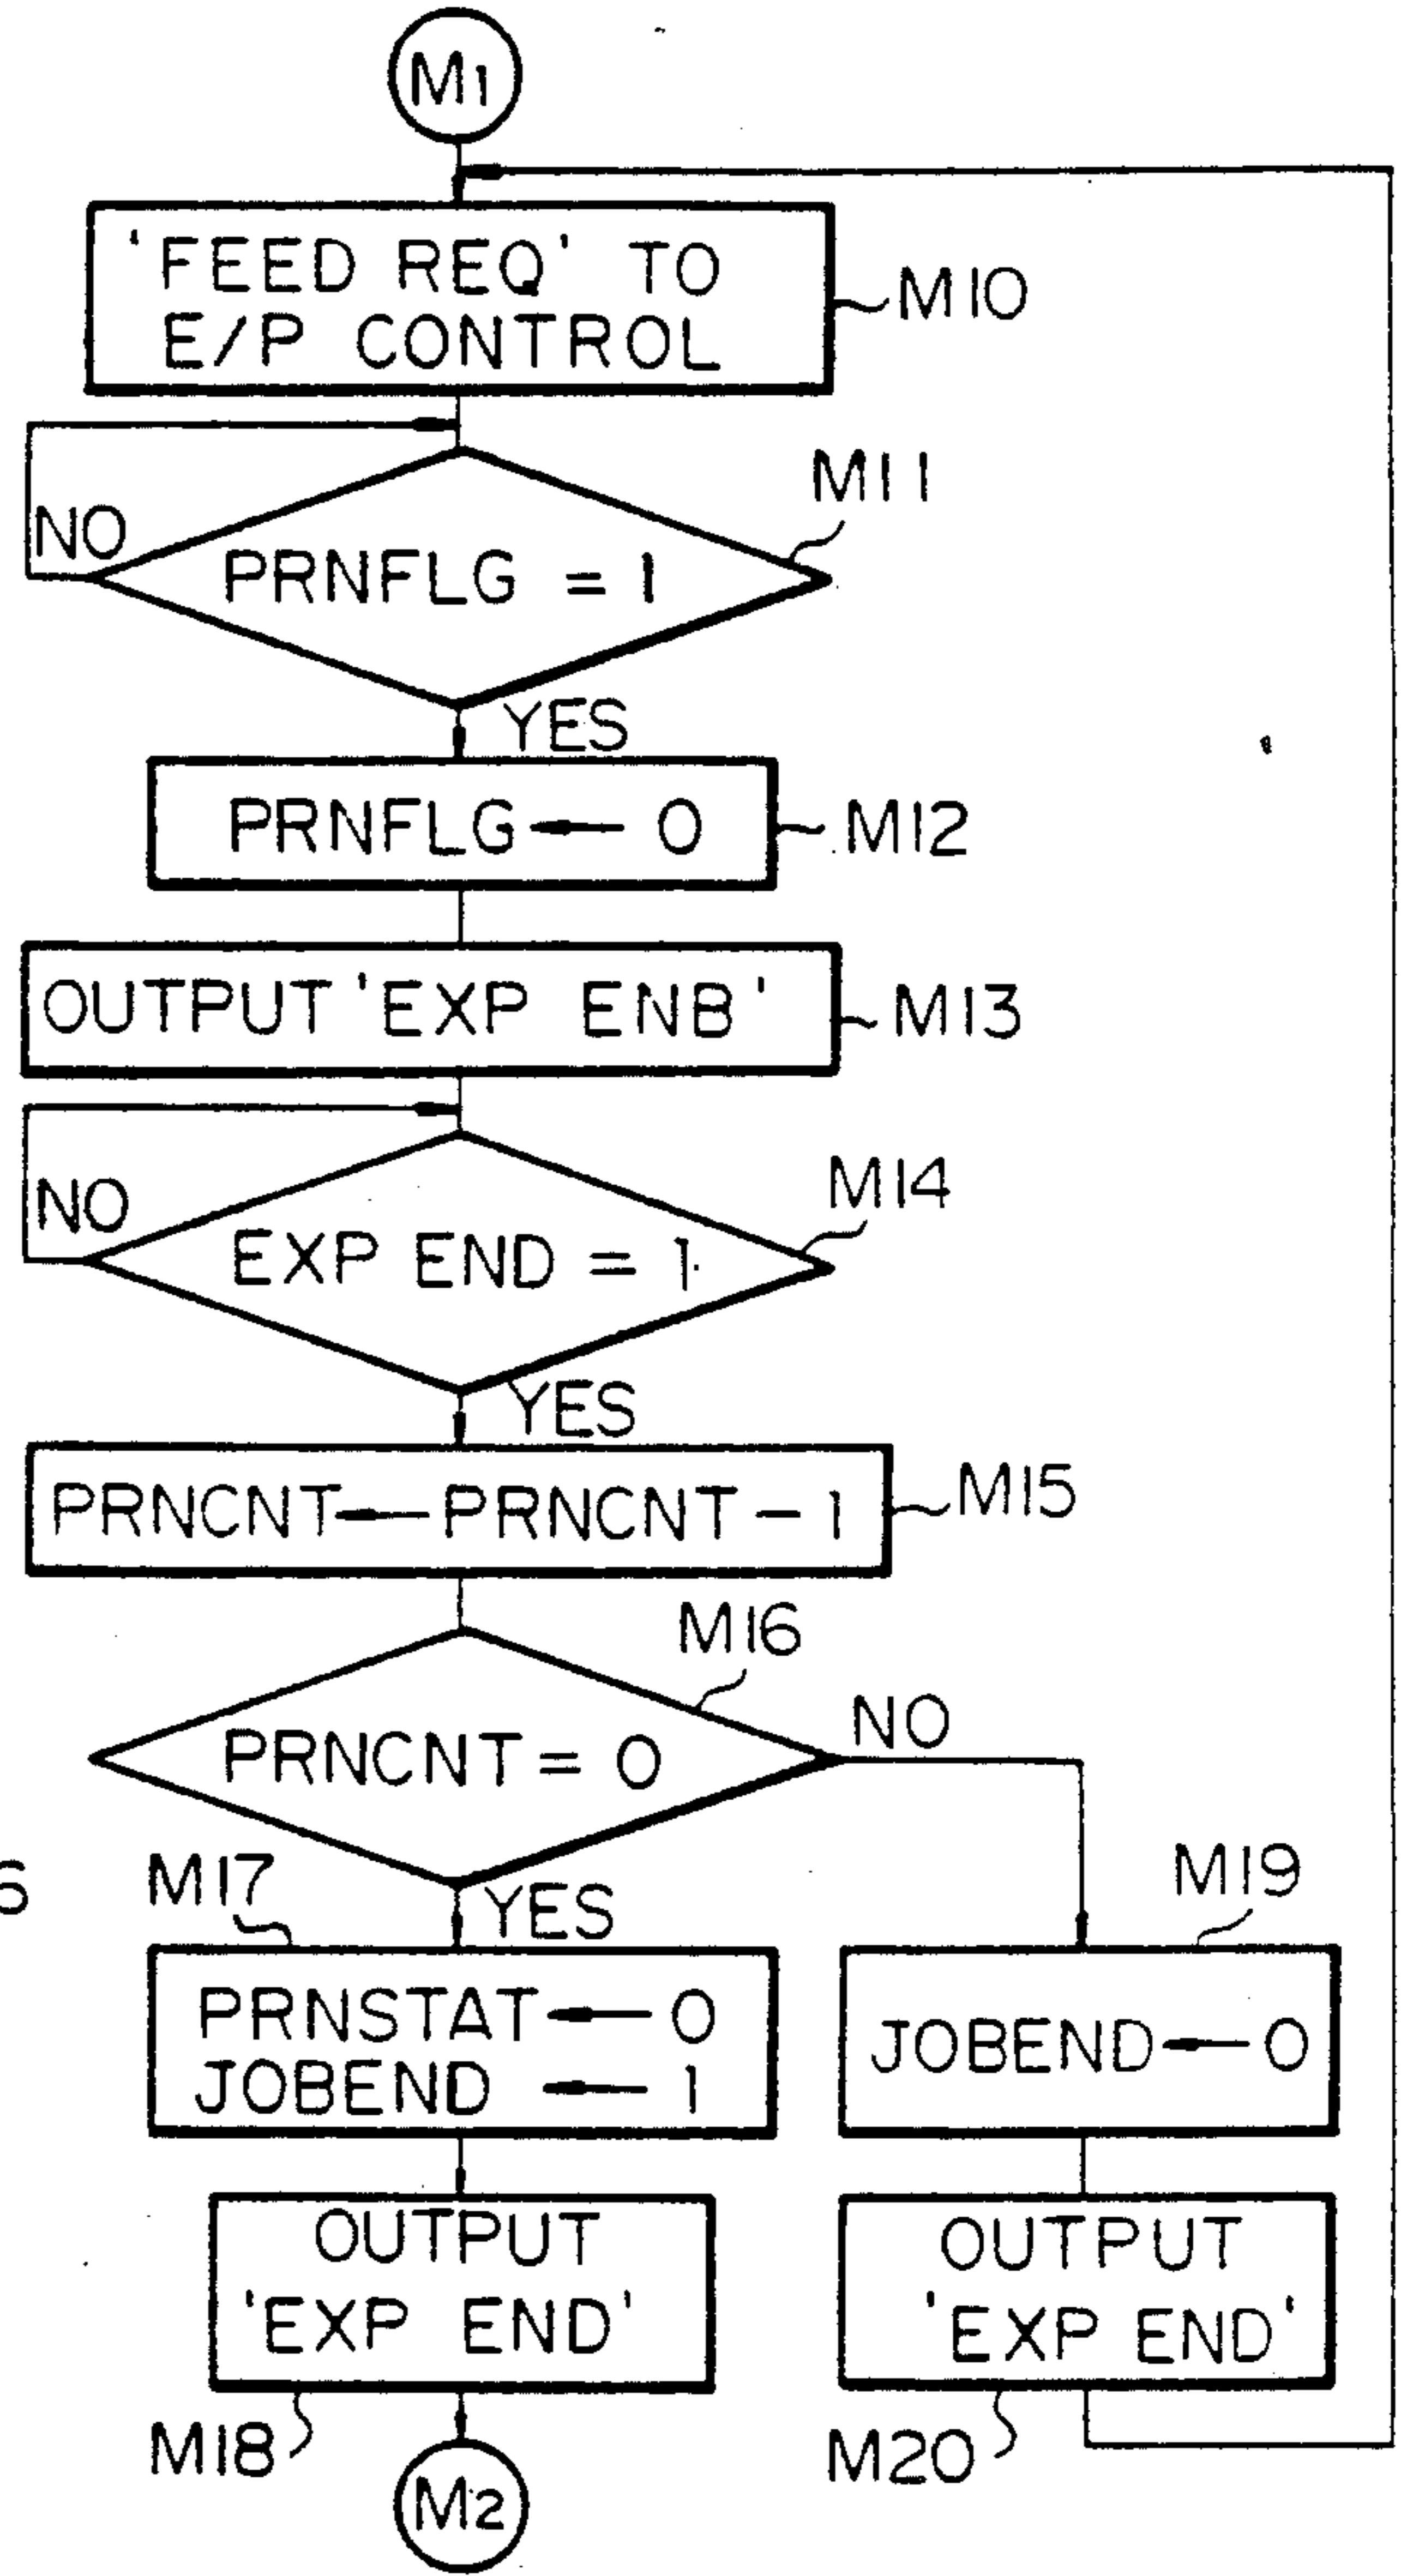 M1
'FEED REQ' TO
E/P CONTROL
M10
M11
NO
PRNFLG = 1
YES
PRNFLG ← 0
M12
OUTPUT 'EXP ENB'
M13
M14
NO
EXP END = 1
YES
PRNCNT ← PRNCNT - 1
M15
M16
PRNCNT = 0
NO
6
M17
YES
M19
PRNSTAT ← 0
JOBEND ← 1
JOBEND ← 0
OUTPUT
'EXP END'
OUTPUT
'EXP END'
M18
M20
M2